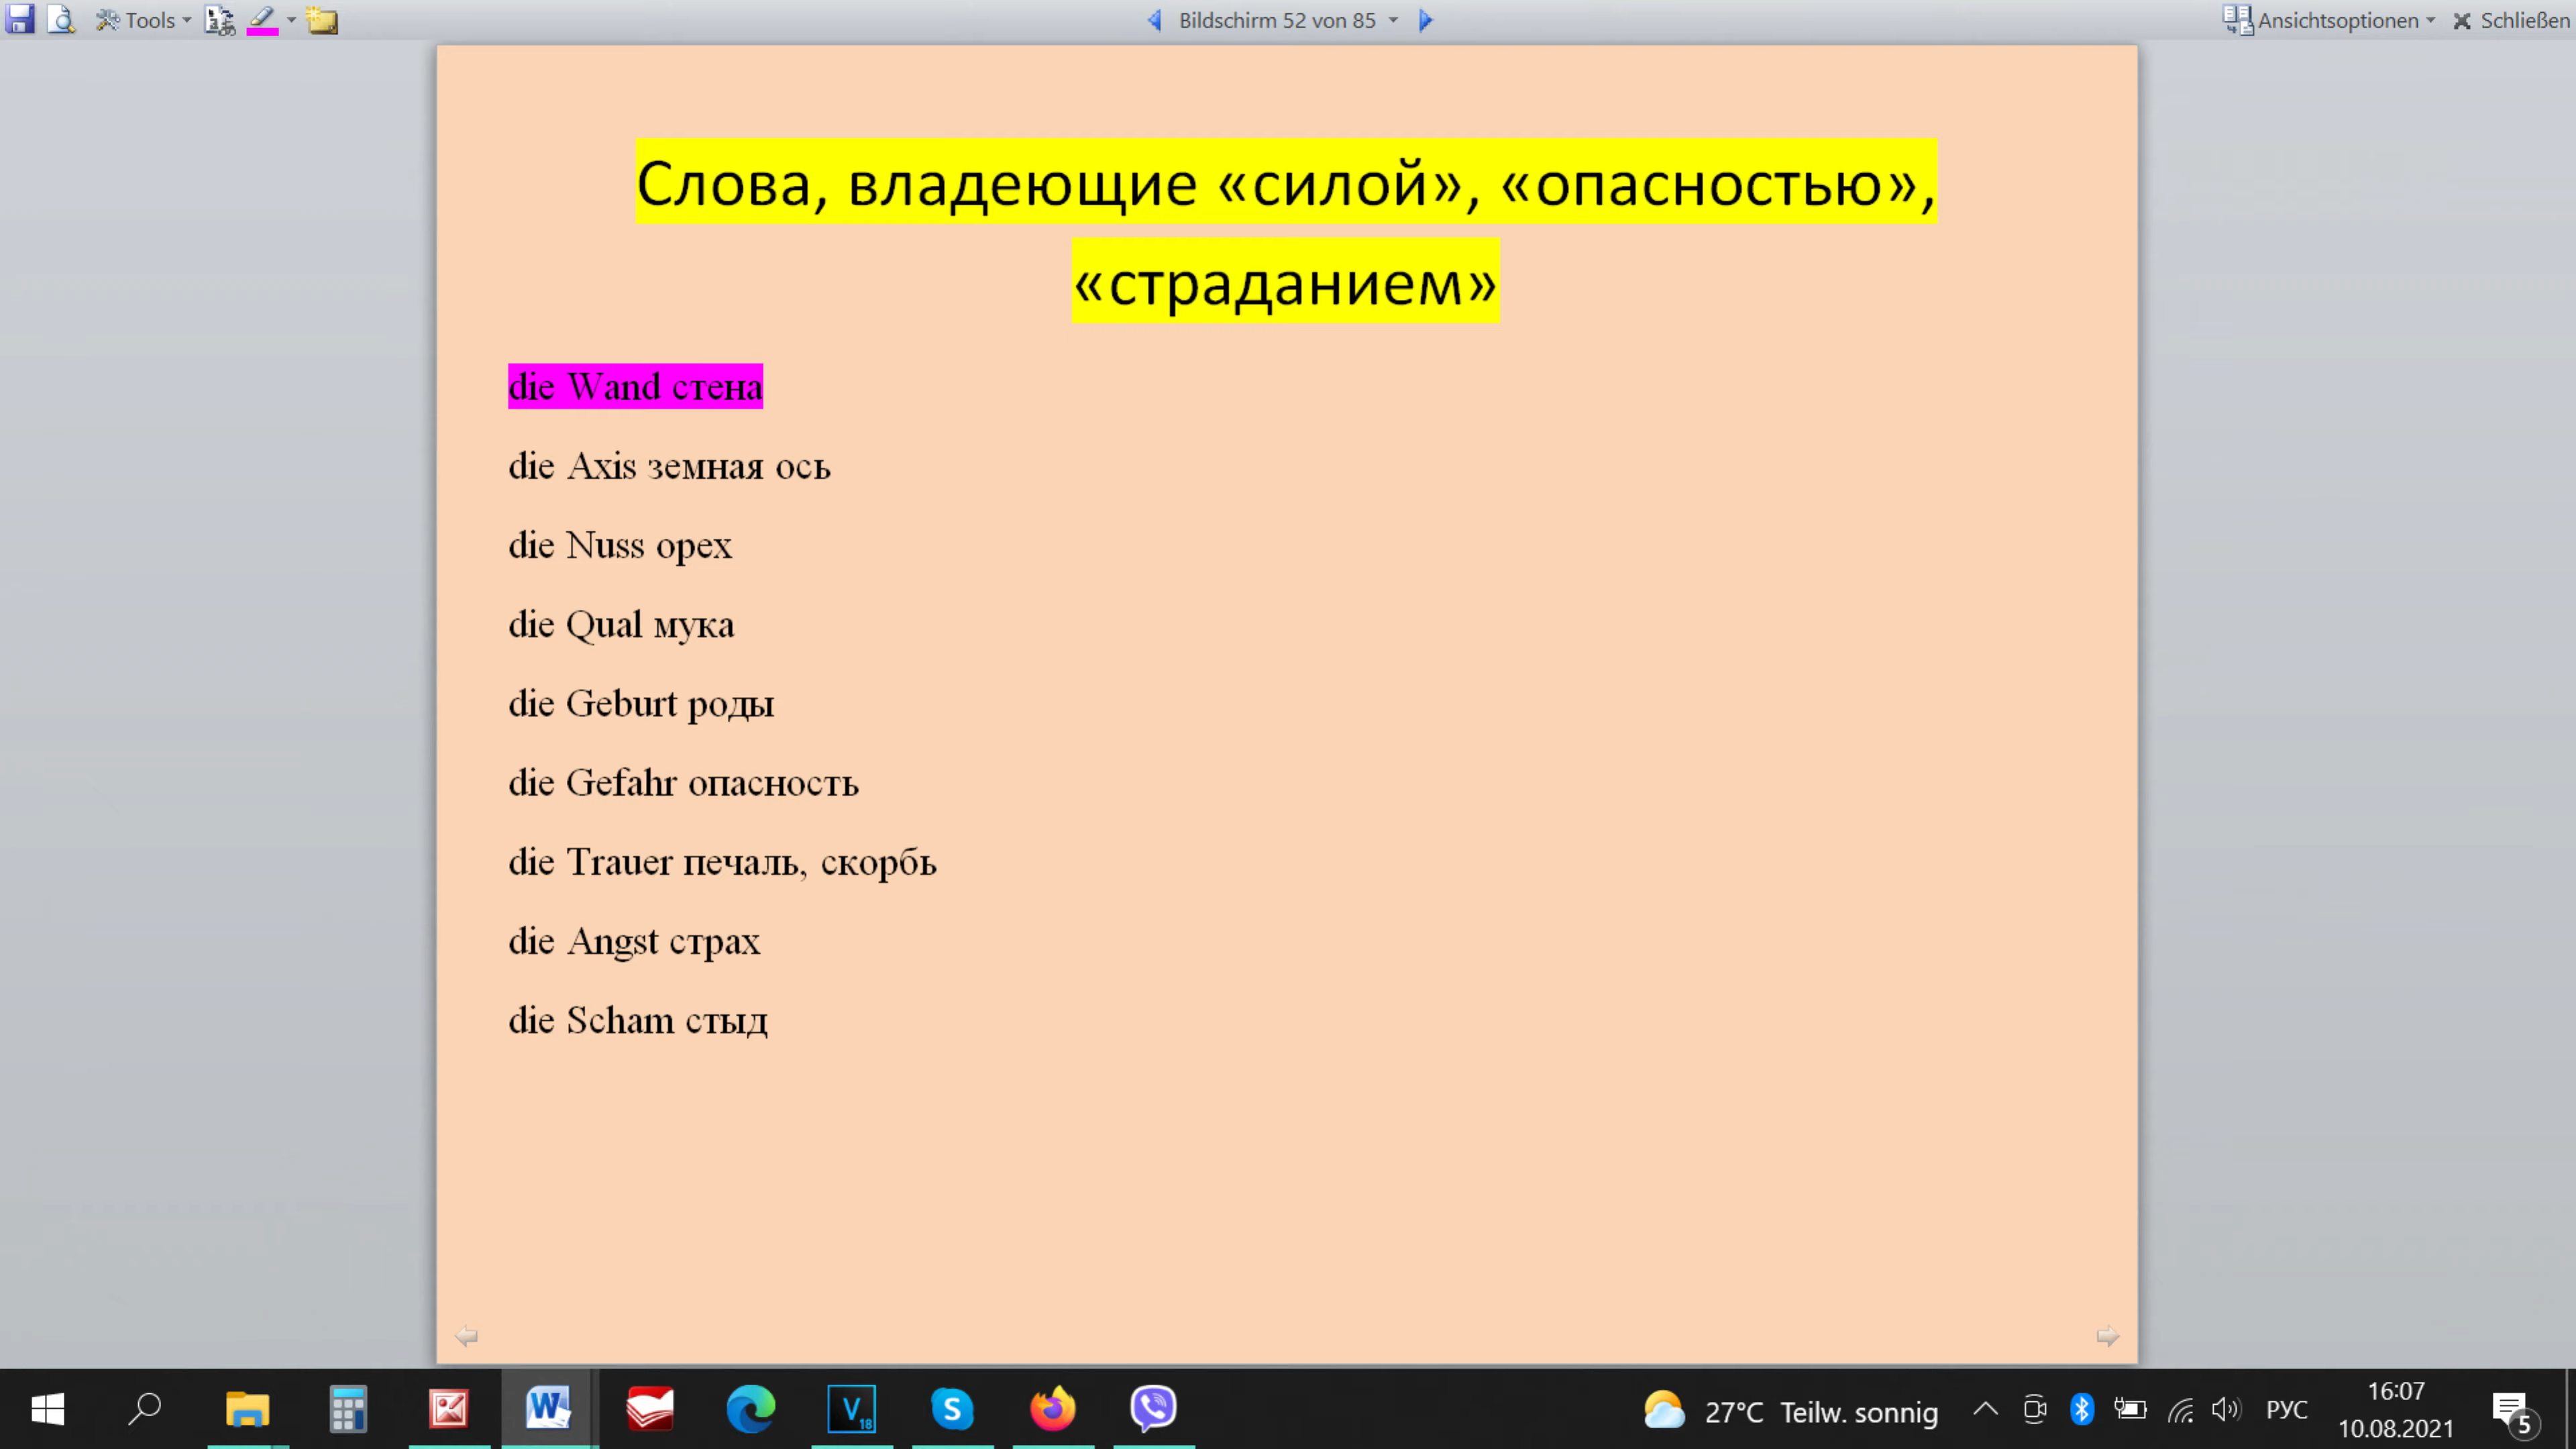 Tools
Bildschirm 52 von 85
Ansichtsoptionen
Schließen
Слова, владеющие «силой», «опасностью»,
«страданием»
die Wand стена
die Axis земная ось
die Nuss орех
die Qual мука
die Geburt роды
die Gefahr опасность
die Trauer печаль, скорбь
die Angst страх
die Scham стыд
W
V
18
S
27°C Teilw. sonnig
РУС
16:07
10.08.2021
5